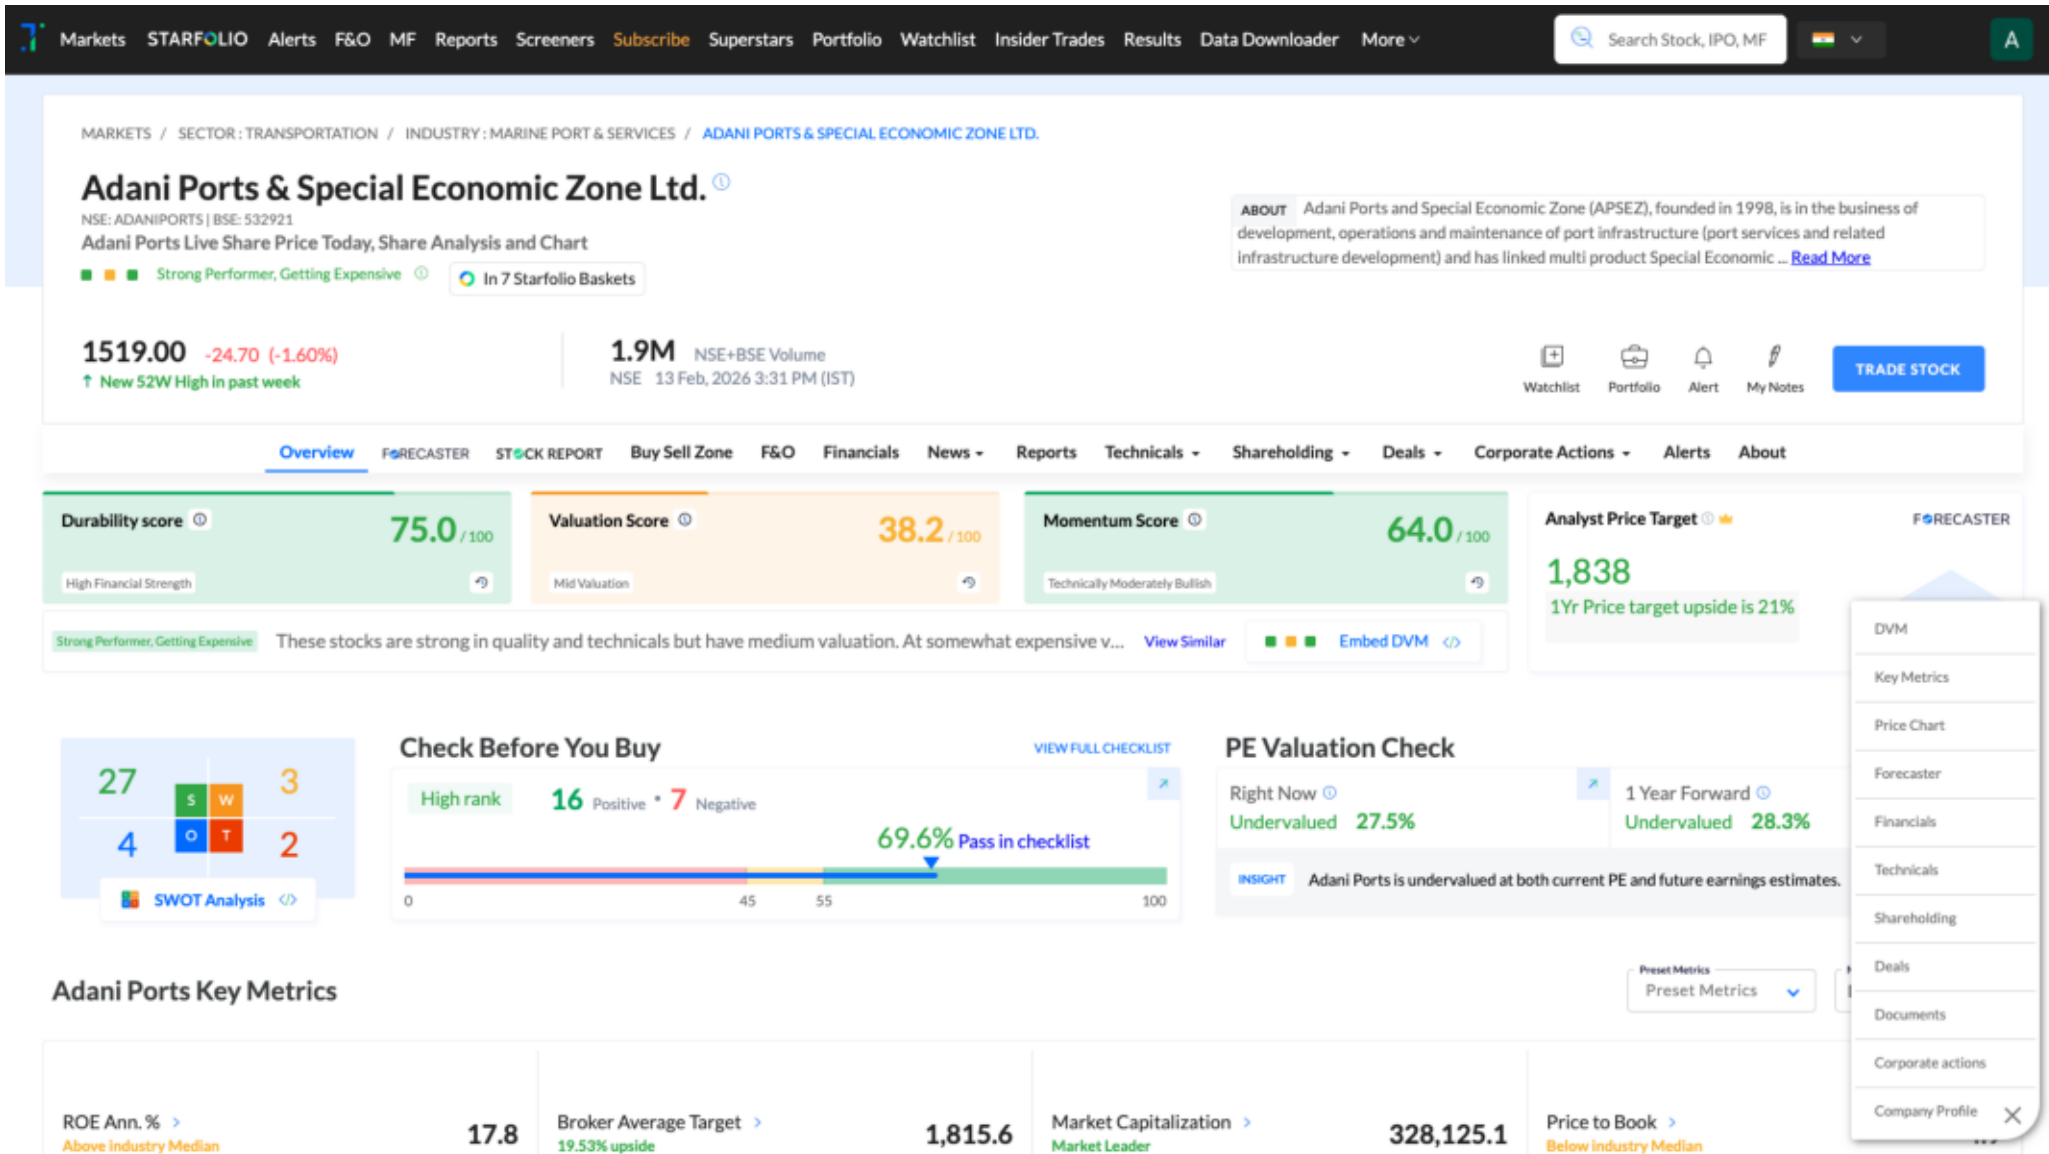 Markets STARFOLIO Alerts F&O MF Reports Screeners Subscribe Superstars Portfolio Watchlist Insider Trades Results Data Downloader More Search Stock, IPO, MF A
MARKETS / SECTOR : TRANSPORTATION / INDUSTRY : MARINE PORT & SERVICES / ADANI PORTS & SPECIAL ECONOMIC ZONE LTD.
Adani Ports & Special Economic Zone Ltd.
NSE: ADANIPORTS | BSE: 532921
Adani Ports Live Share Price Today, Share Analysis and Chart
Strong Performer, Getting Expensive In 7 Starfolio Baskets
ABOUT Adani Ports and Special Economic Zone (APSEZ), founded in 1998, is in the business of
development, operations and maintenance of port infrastructure (port services and related
infrastructure development) and has linked multi product Special Economic ... Read More
1519.00 -24.70 (-1.60%)
↑ New 52W High in past week
1.9M NSE+BSE Volume
NSE 13 Feb, 2026 3:31 PM (IST)
Watchlist Portfolio Alert My Notes TRADE STOCK
Overview FORECASTER STOCK REPORT Buy Sell Zone F&O Financials News Reports Technicals Shareholding Deals Corporate Actions Alerts About
Durability score 75.0 / 100
High Financial Strength
Valuation Score 38.2 / 100
Mid Valuation
Momentum Score 64.0 / 100
Technically Moderately Bullish
Analyst Price Target FORECASTER
1,838
1Yr Price target upside is 21%
Strong Performer, Getting Expensive These stocks are strong in quality and technicals but have medium valuation. At somewhat expensive v... View Similar Embed DVM </>
27 S W 3
4 O T 2
SWOT Analysis </>
Check Before You Buy VIEW FULL CHECKLIST
High rank 16 Positive • 7 Negative
69.6% Pass in checklist
0 45 55 100
PE Valuation Check
Right Now
Undervalued 27.5%
1 Year Forward
Undervalued 28.3%
INSIGHT Adani Ports is undervalued at both current PE and future earnings estimates.
Adani Ports Key Metrics
Preset Metrics
Preset Metrics
ROE Ann. % 17.8
Above industry Median
Broker Average Target 1,815.6
19.53% upside
Market Capitalization 328,125.1
Market Leader
Price to Book
Below industry Median
DVM
Key Metrics
Price Chart
Forecaster
Financials
Technicals
Shareholding
Deals
Documents
Corporate actions
Company Profile